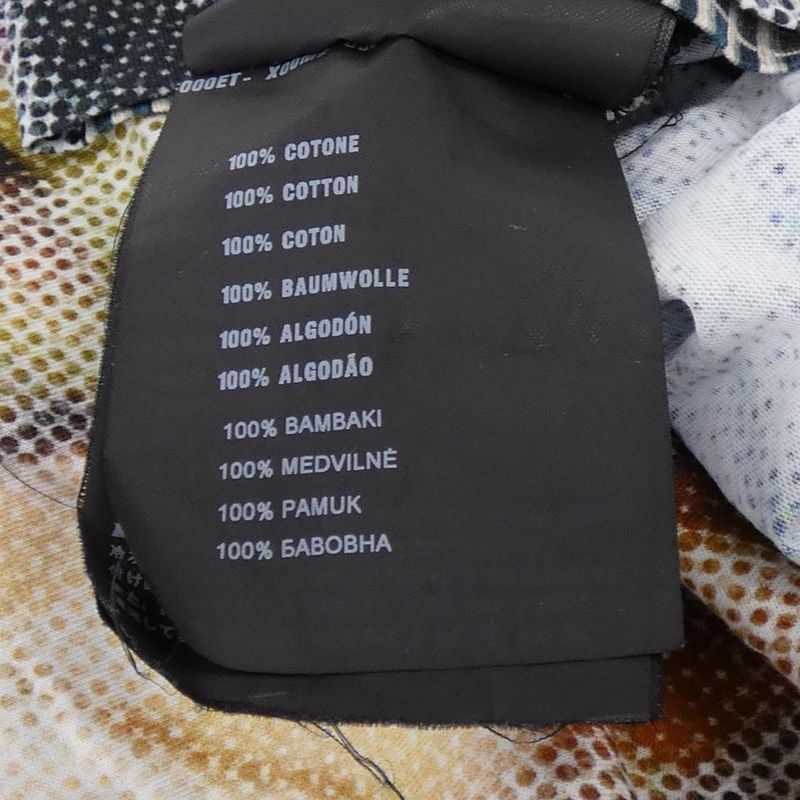 100% COTONE
100% COTTON
100% COTON
100% BAUMWOLLE
100% ALGODÓN
100% ALGODÃO
100% BAMBAKI
100% MEDVILNĖ
100% PAMUK
100% БАВОВНА